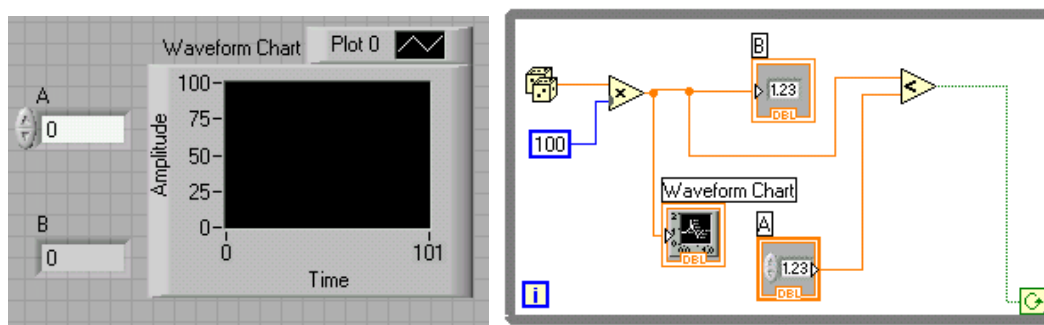 Waveform Chart
Plot 0
A
0
B
0
Amplitude
100
75
50
25
0
0
101
Time
B
1.23
DBL
×
<
100
Waveform Chart
DBL
A
1.23
DBL
i